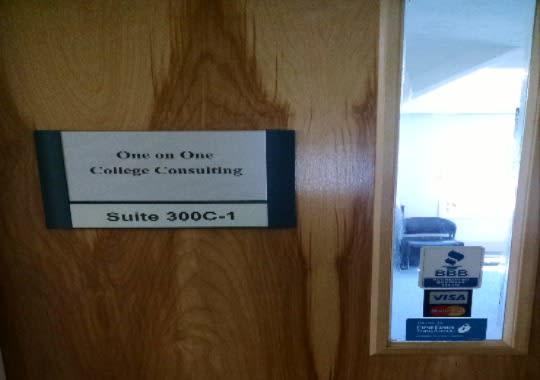 One on One
College Consulting
Suite 300C-1
BBB
VISA